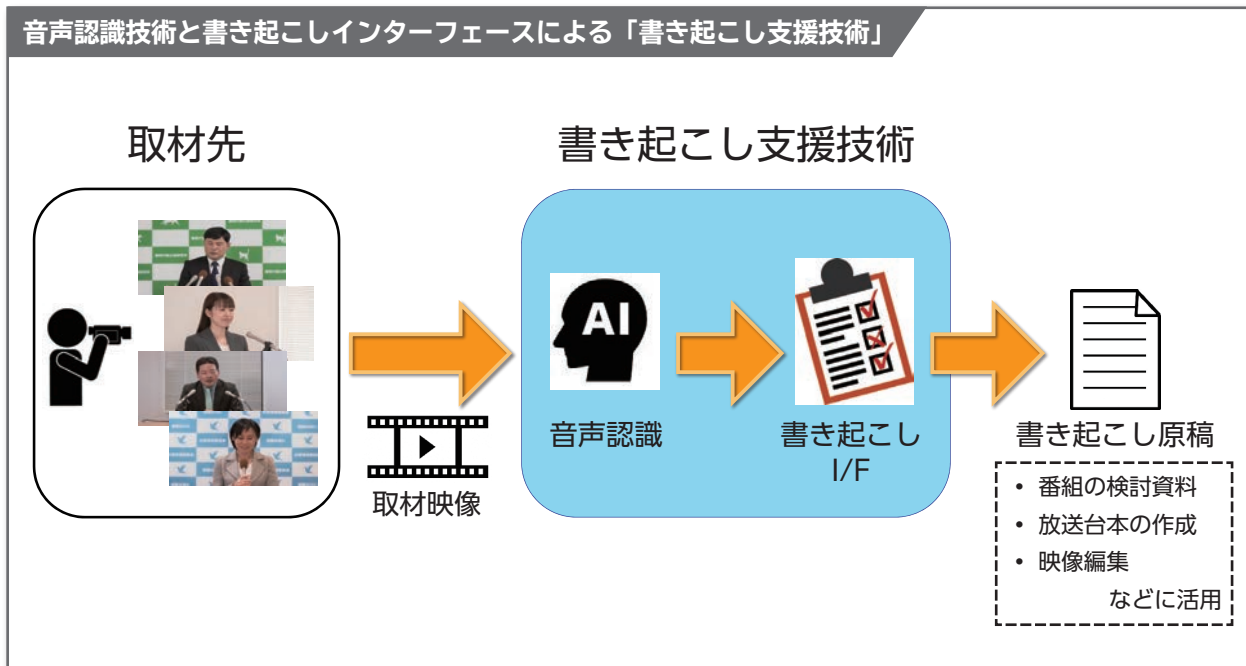 音声認識技術と書き起こしインターフェースによる「書き起こし支援技術」
取材先
書き起こし支援技術
AI
音声認識
書き起こし
I/F
取材映像
書き起こし原稿
• 番組の検討資料
• 放送台本の作成
• 映像編集
などに活用